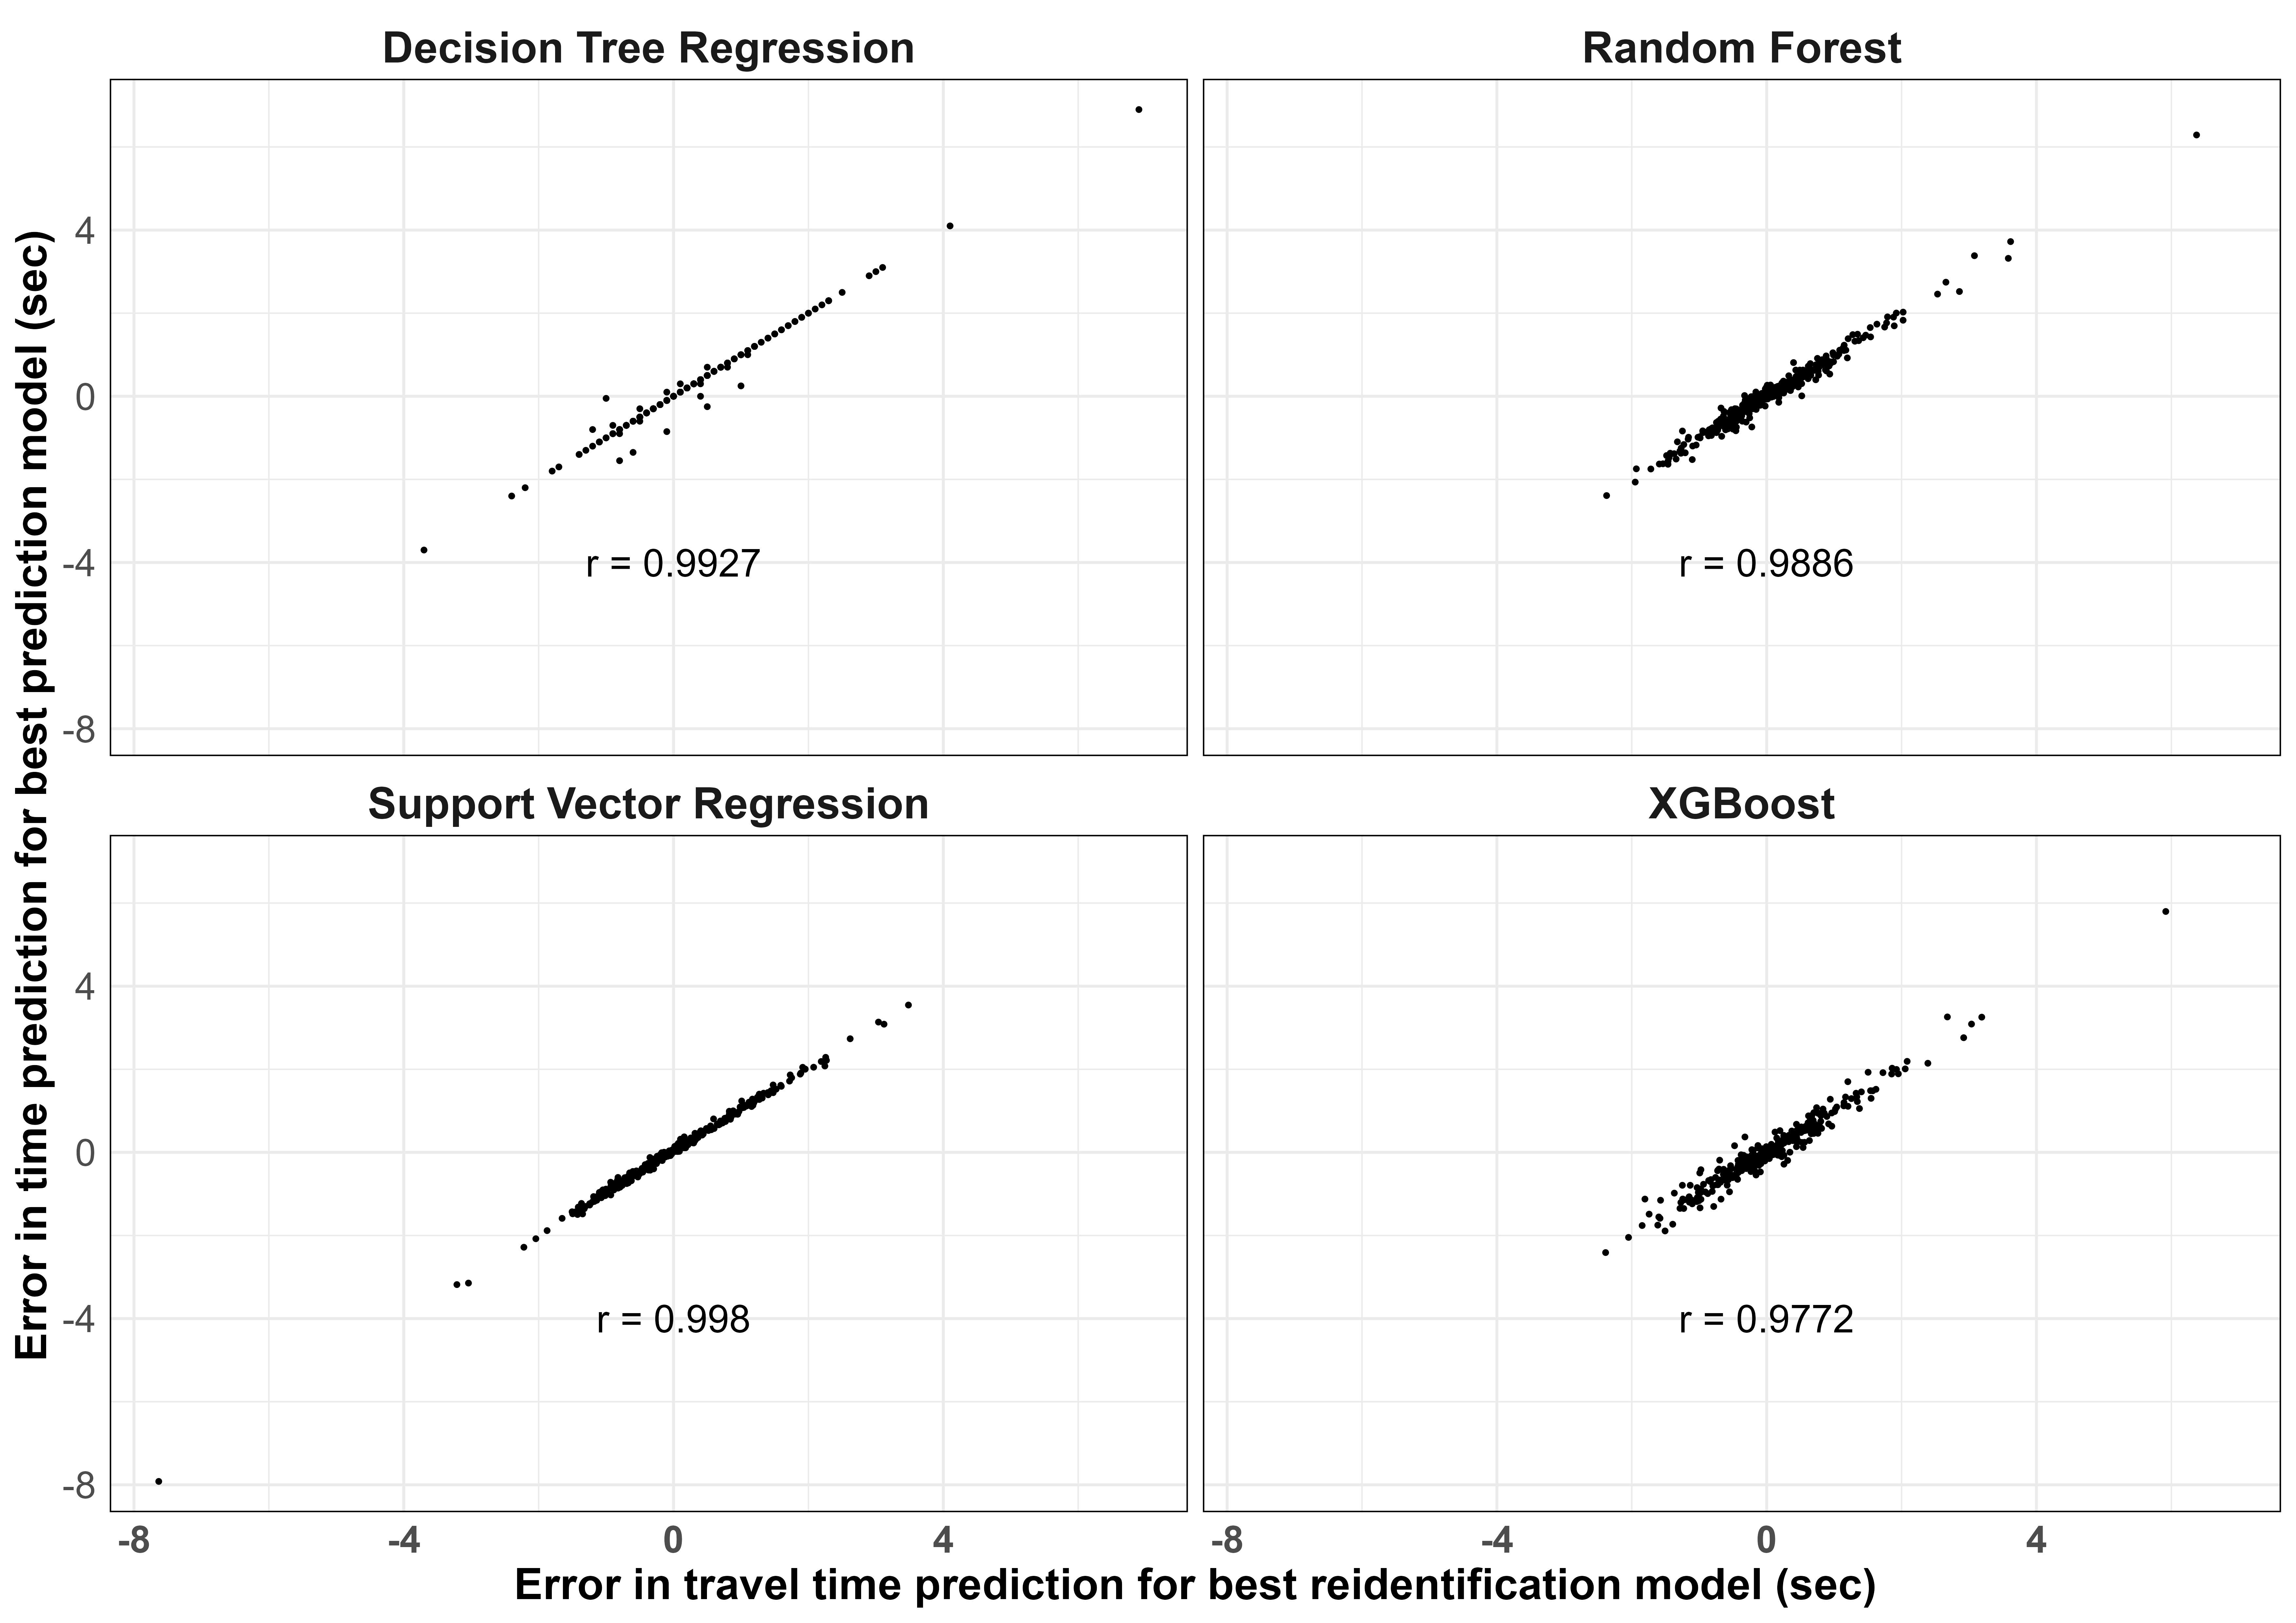 Decision Tree Regression
Random Forest
4
0
-4
-8
r = 0.9927
r = 0.9886
Support Vector Regression
XGBoost
4
0
-4
-8
r = 0.998
r = 0.9772
-8 -4 0 4
-8 -4 0 4
Error in travel time prediction for best reidentification model (sec)
Error in time prediction for best prediction model (sec)